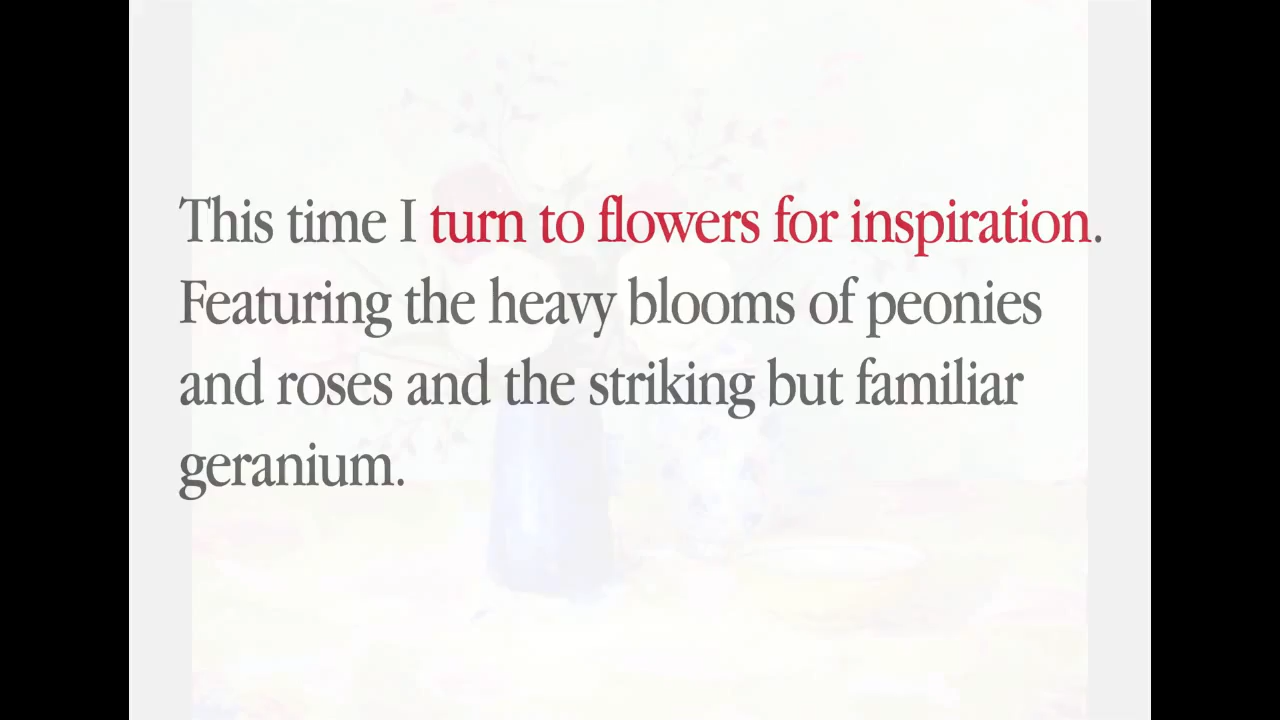 This time I turn to flowers for inspiration.
Featuring the heavy blooms of peonies
and roses and the striking but familiar
geranium.